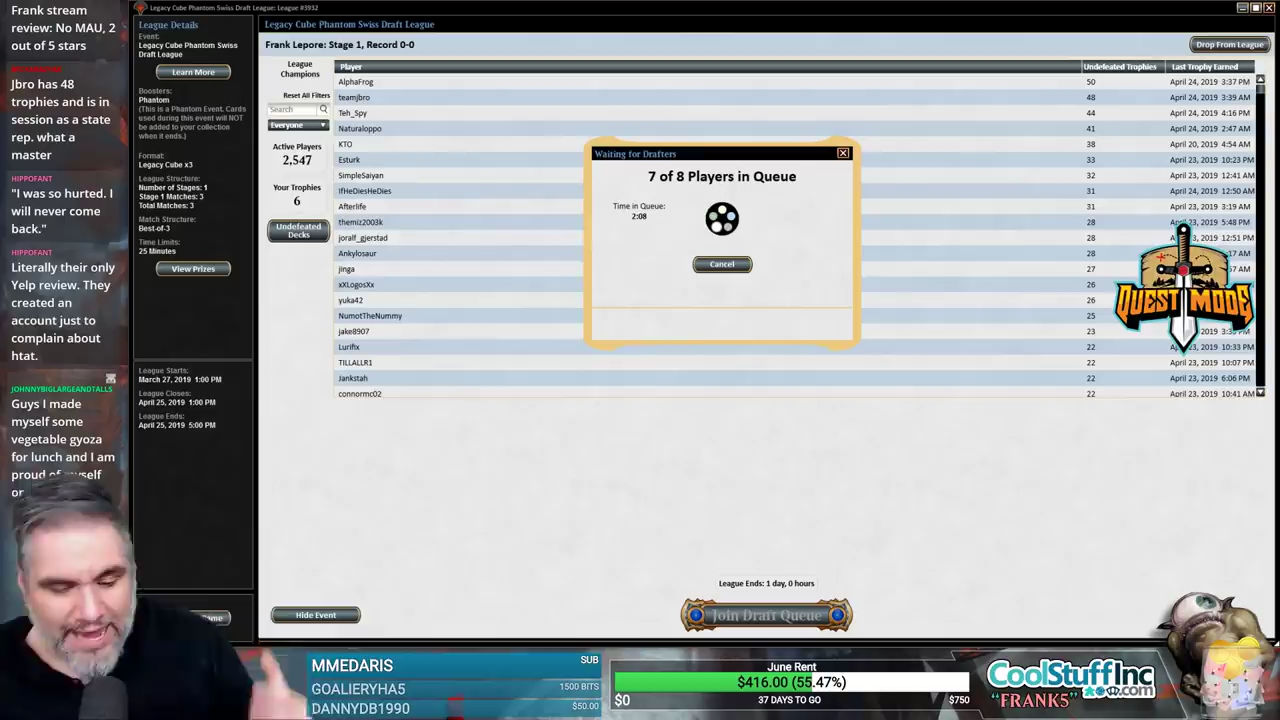 Frank stream
review: No MAU, 2
out of 5 stars
Jbro has 48
trophies and is in
session as a state
rep. what a
master
HIPPOFANT
"I was so hurt. I
will never come
back."
HIPPOFANT
Literally their only
Yelp review. They
created an
account just to
complain about
htat.
JOHNNYBIGLARGEANDTALLS
Guys I made
myself some
vegetable gyoza
for lunch and I am
proud of myself
or
Legacy Cube Phantom Swiss Draft League: League #3932
League Details
Event:
Legacy Cube Phantom Swiss
Draft League
Learn More
Boosters:
Phantom
(This is a Phantom Event. Cards
used during this event will NOT
be added to your collection
when it ends.)
Format:
Legacy Cube x3
League Structure:
Number of Stages: 1
Stage 1 Matches: 3
Total Matches: 3
Match Structure:
Best-of-3
Time Limits:
25 Minutes
View Prizes
League Starts:
March 27, 2019 1:00 PM
League Closes:
April 25, 2019 1:00 PM
League Ends:
April 25, 2019 5:00 PM
Legacy Cube Phantom Swiss Draft League
Frank Lepore: Stage 1, Record 0-0
Drop From League
League
Champions
Reset All Filters
Search
Everyone
Active Players
2,547
Your Trophies
6
Undefeated
Decks
Player Undefeated Trophies Last Trophy Earned
AlphaFrog 50 April 24, 2019 3:37 PM
teamjbro 48 April 24, 2019 3:39 AM
Teh_Spy 44 April 24, 2019 4:16 PM
Naturaloppo 41 April 24, 2019 2:47 AM
KTO 38 April 20, 2019 4:54 AM
Esturk 33 April 23, 2019 10:23 PM
SimpleSaiyan 32 April 23, 2019 12:41 AM
IfHeDiesHeDies 31 April 24, 2019 12:50 AM
Afterlife 31 April 23, 2019 3:19 AM
themiz2003k 28 April 23, 2019 5:48 PM
joralf_gjerstad 28 12:51 PM
Ankylosaur 28 AM
jinga 27 AM
xXLogosXx 26
yuka42 26
NumotTheNummy 25
jake8907 23 PM
Lurifix 22 10:33 PM
TILLALLR1 22 April 23, 2019 10:07 PM
Jankstah 22 April 23, 2019 6:06 PM
connormc02 22 April 23, 2019 10:41 AM
Waiting for Drafters
7 of 8 Players in Queue
Time in Queue:
2:08
Cancel
QUEST MODE
League Ends: 1 day, 0 hours
Hide Event
Join Draft Queue
MMEDARIS SUB
GOALIERYHA5 1500 BITS
DANNYDB1990 $50.00
June Rent
$416.00 (55.47%)
$0 37 DAYS TO GO $750
CoolStuffInc
.com
"FRANK5"